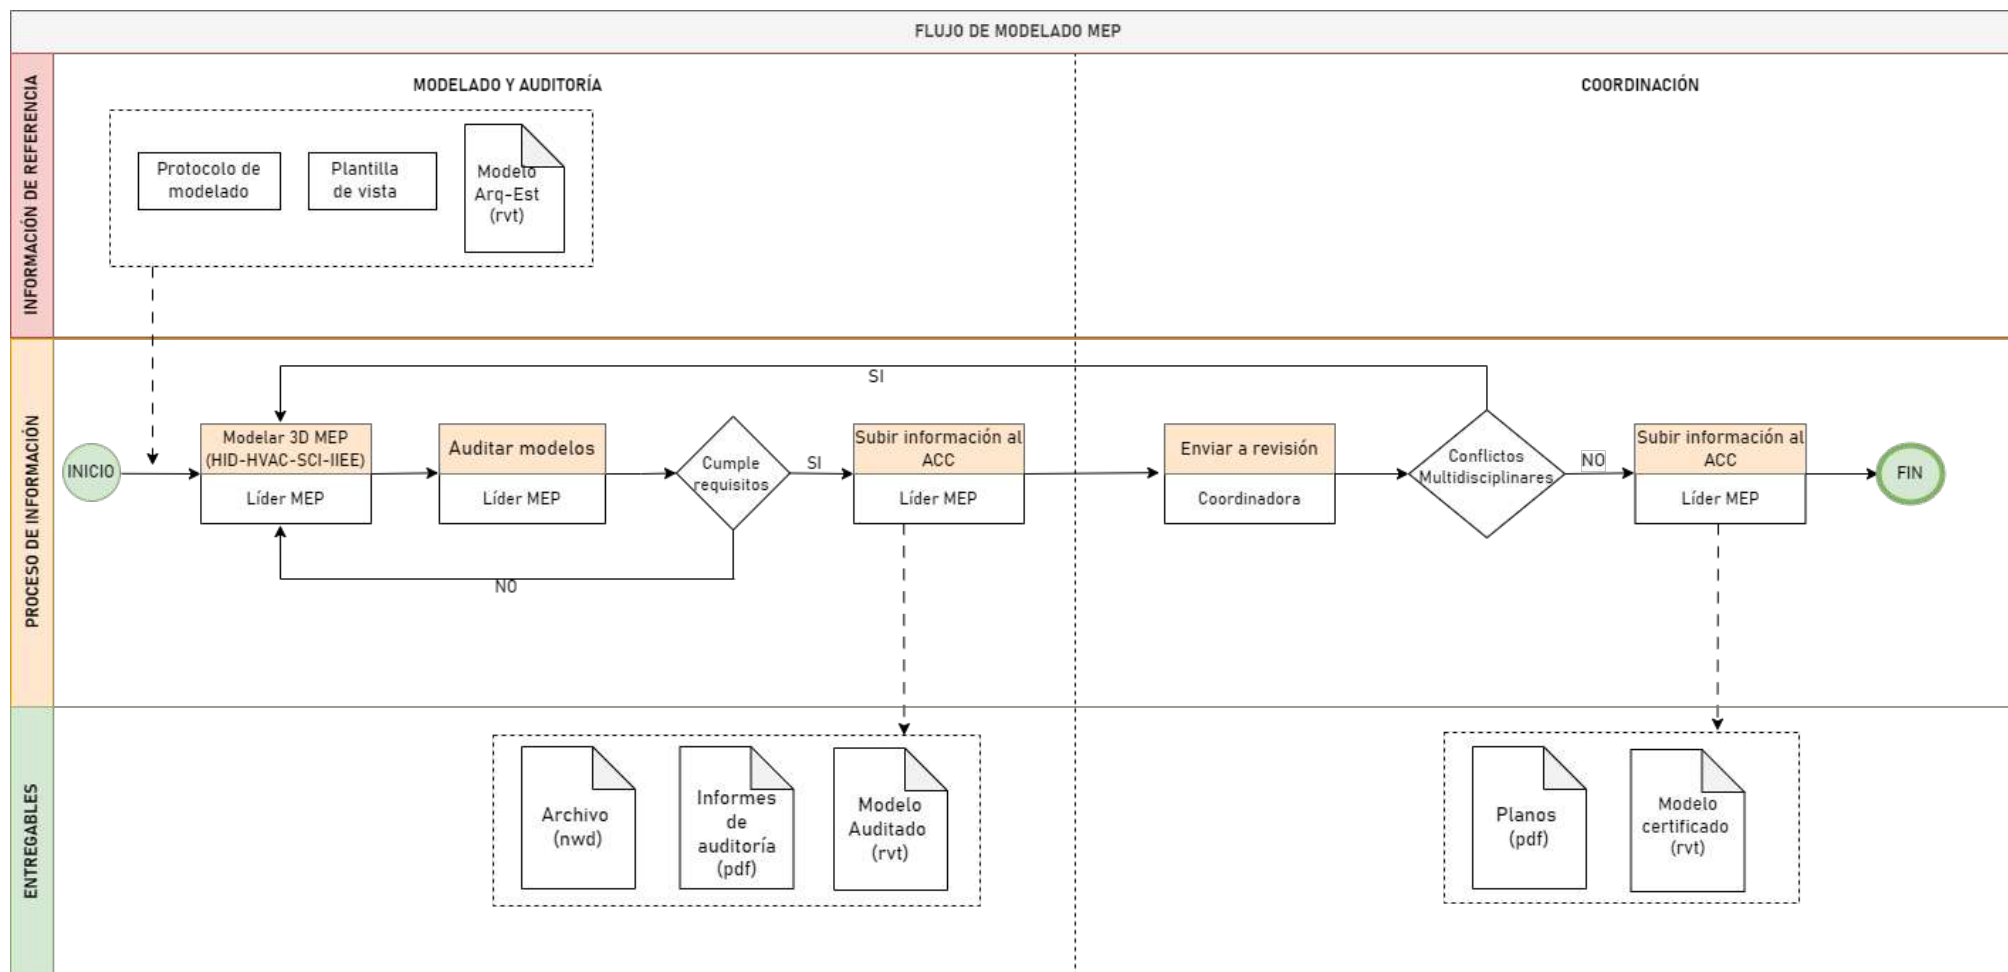 FLUJO DE MODELADO MEP
INFORMACIÓN DE REFERENCIA
MODELADO Y AUDITORÍA
COORDINACIÓN
Protocolo de
modelado
Plantilla
de vista
Modelo
Arq-Est
(rvt)
PROCESO DE INFORMACIÓN
INICIO
Modelar 3D MEP
(HID-HVAC-SCI-IIEE)
Líder MEP
Auditar modelos
Líder MEP
Cumple
requisitos
SI
NO
Subir información al
ACC
Líder MEP
SI
Enviar a revisión
Coordinadora
Conflictos
Multidisciplinares
NO
Subir información al
ACC
Líder MEP
FIN
ENTREGABLES
Archivo
(nwd)
Informes
de
auditoría
(pdf)
Modelo
Auditado
(rvt)
Planos
(pdf)
Modelo
certificado
(rvt)